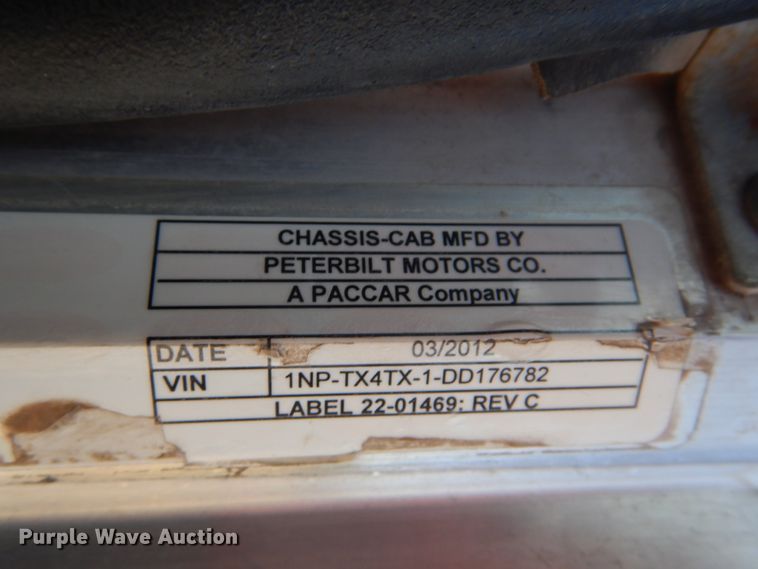 CHASSIS-CAB MFD BY
PETERBILT MOTORS CO.
A PACCAR Company
DATE 03/2012
VIN 1NP-TX4TX-1-DD176782
LABEL 22-01469: REV C
Purple Wave Auction